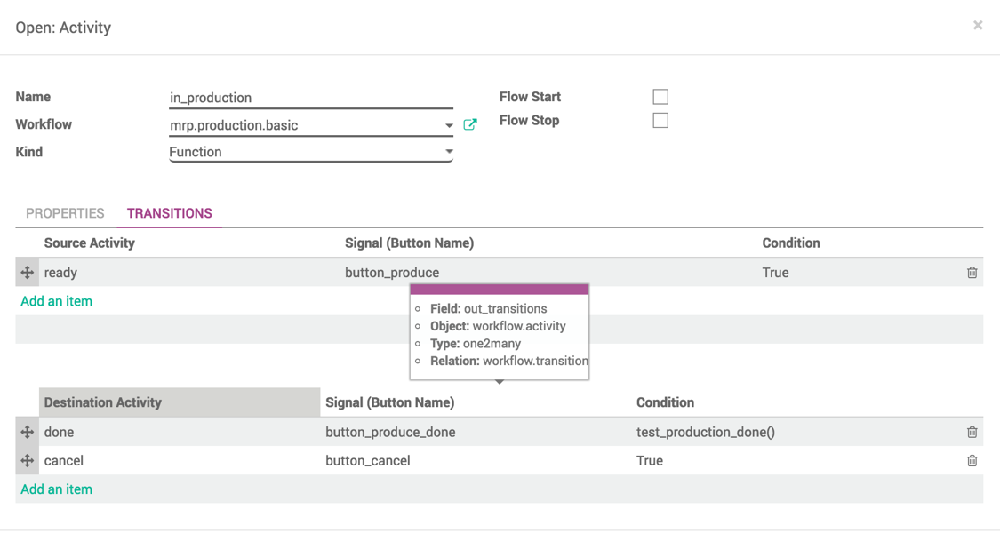 Open: Activity
×
Name in_production Flow Start
Workflow mrp.production.basic Flow Stop
Kind Function
PROPERTIES TRANSITIONS
Source Activity Signal (Button Name) Condition
ready button_produce True
Add an item
Field: out_transitions
Object: workflow.activity
Type: one2many
Relation: workflow.transition
Destination Activity Signal (Button Name) Condition
done button_produce_done test_production_done()
cancel button_cancel True
Add an item